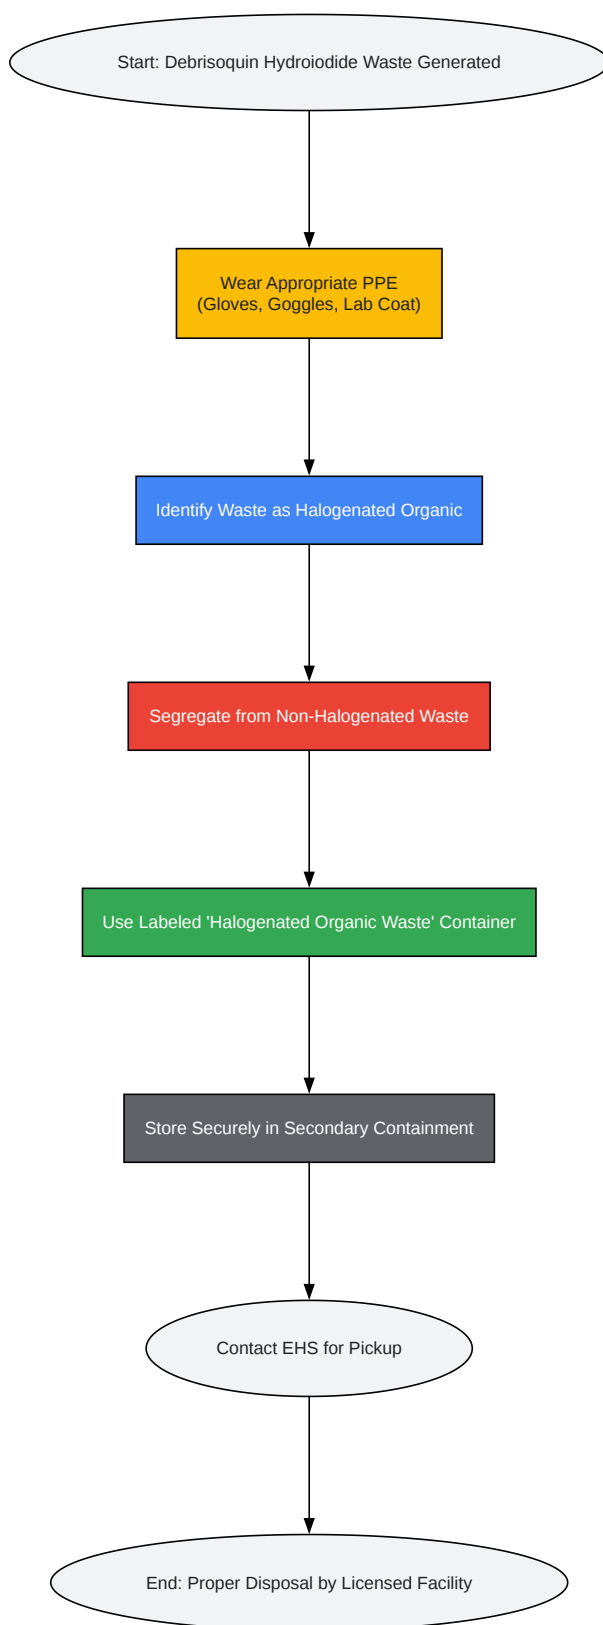 Start: Debrisoquin Hydroiodide Waste Generated
Wear Appropriate PPE
(Gloves, Goggles, Lab Coat)
Identify Waste as Halogenated Organic
Segregate from Non-Halogenated Waste
Use Labeled 'Halogenated Organic Waste' Container
Store Securely in Secondary Containment
Contact EHS for Pickup
End: Proper Disposal by Licensed Facility